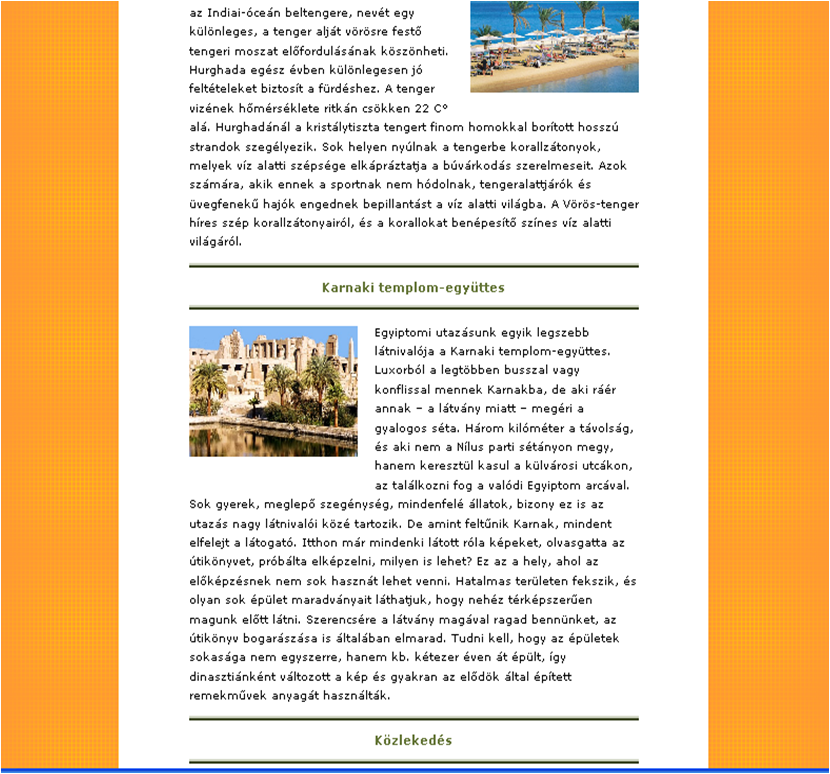 az Indiai-óceán beltengere, nevét egy
különleges, a tenger alját vörösre festő
tengeri moszat előfordulásának köszönheti.
Hurghada egész évben különlegesen jó
feltételeket biztosít a fürdéshez. A tenger
vizének hőmérséklete ritkán csökken 22 C°
alá. Hurghadánál a kristálytiszta tengert finom homokkal borított hosszú
strandok szegélyezik. Sok helyen nyúlnak a tengerbe korallzátonyok,
melyek víz alatti szépsége elkápráztatja a búvárkodás szerelmeseit. Azok
számára, akik ennek a sportnak nem hódolnak, tengeralattjárók és
üvegfenekű hajók engednek bepillantást a víz alatti világba. A Vörös-tenger
híres szép korallzátonyairól, és a korallokat benépesítő színes víz alatti
világáról.
Karnaki templom-együttes
Egyiptomi utazásunk egyik legszebb
látnivalója a Karnaki templom-együttes.
Luxorból a legtöbben busszal vagy
konflissal mennek Karnakba, de aki ráér
annak – a látvány miatt – megéri a
gyalogos séta. Három kilóméter a távolság,
és aki nem a Nílus parti sétányon megy,
hanem keresztül kasul a külvárosi utcákon,
az találkozni fog a valódi Egyiptom arcával.
Sok gyerek, meglepő szegénység, mindenfelé állatok, bizony ez is az
utazás nagy látnivalói közé tartozik. De amint feltűnik Karnak, mindent
elfelejt a látogató. Itthon már mindenki látott róla képeket, olvasgatta az
útikönyvet, próbálta elképzelni, milyen is lehet? Ez az a hely, ahol az
előképzésnek nem sok hasznát lehet venni. Hatalmas területen fekszik, és
olyan sok épület maradványait láthatjuk, hogy nehéz térképszerűen
magunk előtt látni. Szerencsére a látvány magával ragad bennünket, az
útikönyv bogarászása is általában elmarad. Tudni kell, hogy az épületek
sokasága nem egyszerre, hanem kb. kétezer éven át épült, így
dinasztiánként változott a kép és gyakran az elődök által épített
remekművek anyagát használták.
Közlekedés